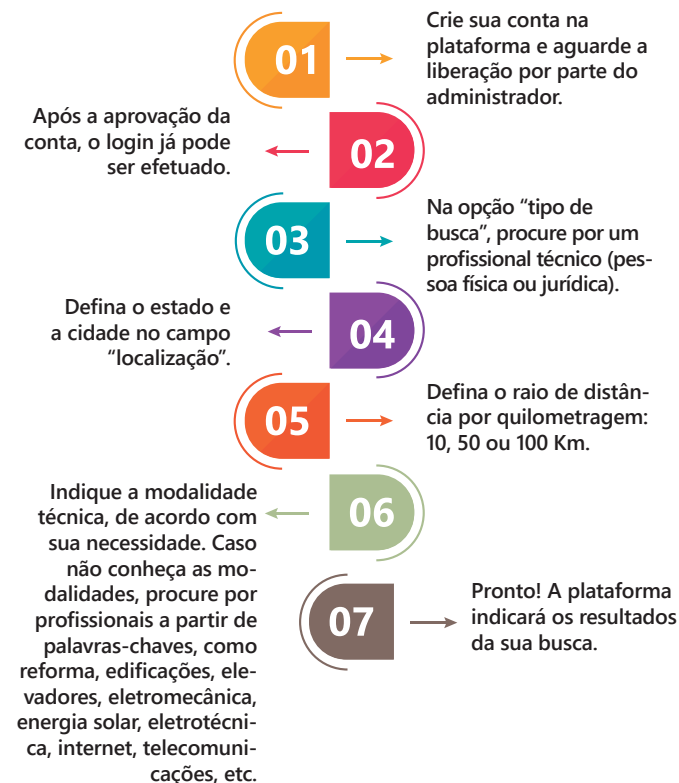 01
Crie sua conta na
plataforma e aguarde a
liberação por parte do
administrador.
02
Após a aprovação da
conta, o login já pode
ser efetuado.
03
Na opção “tipo de
busca”, procure por um
profissional técnico (pes-
soa física ou jurídica).
04
Defina o estado e
a cidade no campo
“localização”.
05
Defina o raio de distân-
cia por quilometragem:
10, 50 ou 100 Km.
06
Indique a modalidade
técnica, de acordo com
sua necessidade. Caso
não conheça as mo-
dalidades, procure por
profissionais a partir de
palavras-chaves, como
reforma, edificações, ele-
vadores, eletromecânica,
energia solar, eletrotécni-
ca, internet, telecomuni-
cações, etc.
07
Pronto! A plataforma
indicará os resultados
da sua busca.